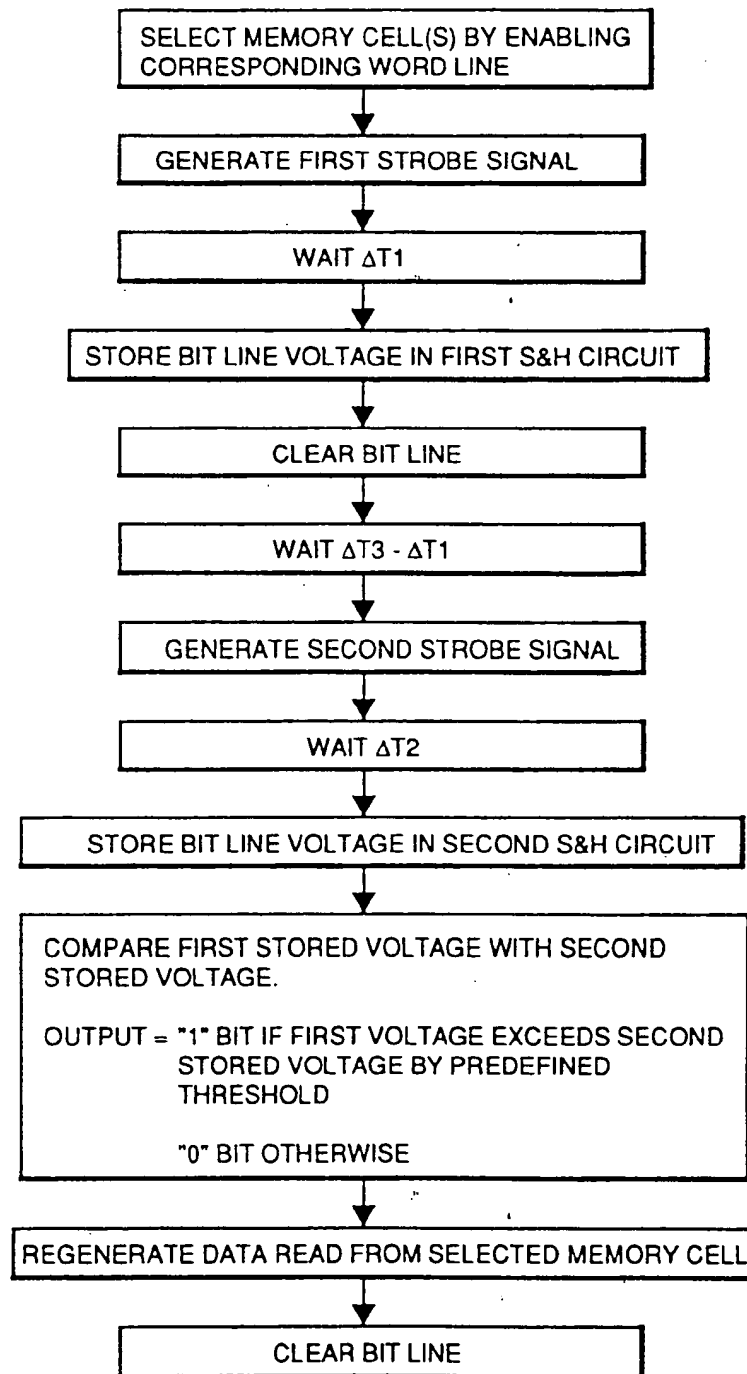 SELECT MEMORY CELL(S) BY ENABLING
CORRESPONDING WORD LINE
GENERATE FIRST STROBE SIGNAL
WAIT ΔT1
STORE BIT LINE VOLTAGE IN FIRST S&H CIRCUIT
CLEAR BIT LINE
WAIT ΔT3 - ΔT1
GENERATE SECOND STROBE SIGNAL
WAIT ΔT2
STORE BIT LINE VOLTAGE IN SECOND S&H CIRCUIT
COMPARE FIRST STORED VOLTAGE WITH SECOND
STORED VOLTAGE.
OUTPUT = "1" BIT IF FIRST VOLTAGE EXCEEDS SECOND
STORED VOLTAGE BY PREDEFINED
THRESHOLD
"0" BIT OTHERWISE
REGENERATE DATA READ FROM SELECTED MEMORY CELL
CLEAR BIT LINE